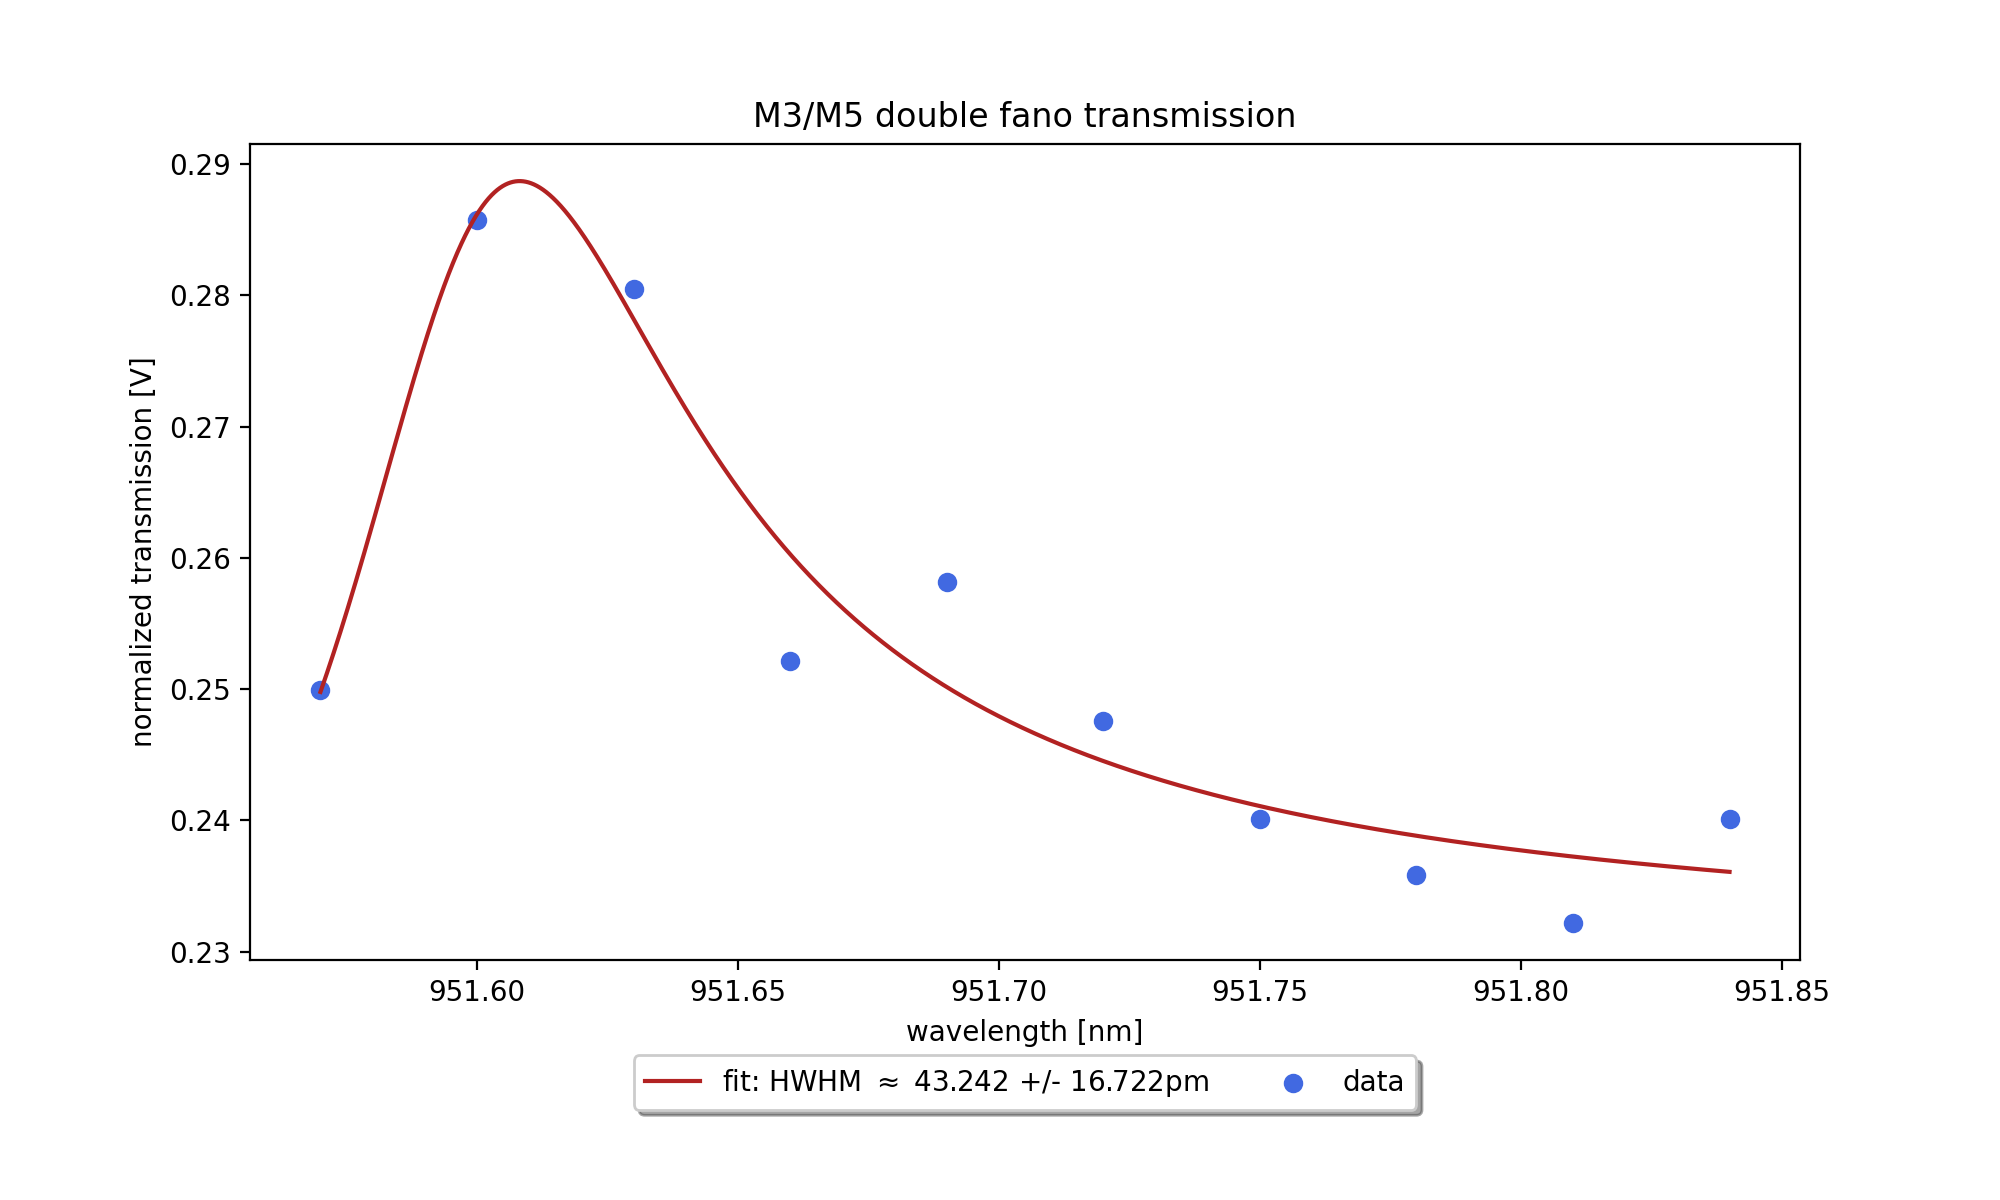 M3/M5 double fano transmission
normalized transmission [V]
0.29
0.28
0.27
0.26
0.25
0.24
0.23
951.60 951.65 951.70 951.75 951.80 951.85
wavelength [nm]
fit: HWHM ≈ 43.242 +/- 16.722pm data